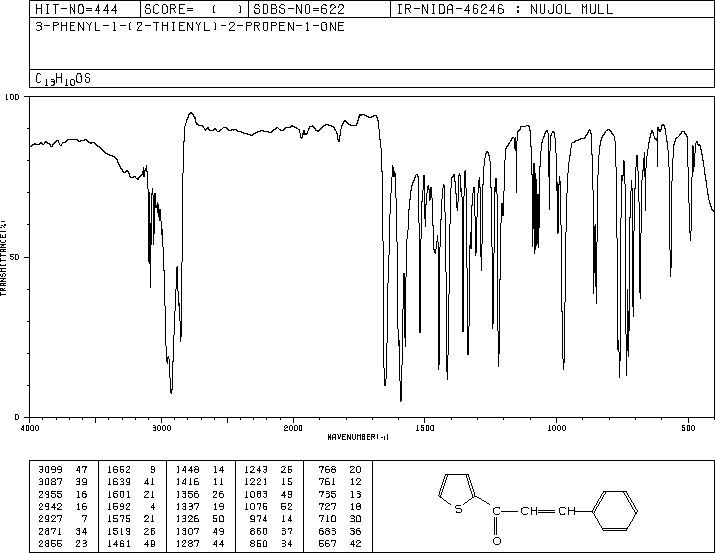 HIT-NO=444 SCORE= ( ) SDBS-NO=622 IR-NIDA-46246 : NUJOL MULL
3-PHENYL-1-(2-THIENYL)-2-PROPEN-1-ONE
C13H10OS
100
50
0
TRANSMITTANCE(%)
4000 3000 2000 1500 1000 500
WAVENUMBER(-1)
3099 47 1652 9 1448 14 1243 26 768 20
3087 39 1639 41 1416 11 1221 15 761 12
2955 16 1601 21 1356 26 1083 49 735 13
2942 16 1592 4 1337 19 1076 52 727 18
2927 7 1575 21 1326 50 974 14 710 30
2871 34 1519 26 1307 49 860 37 683 36
2855 23 1461 49 1287 44 850 34 567 42
S C CH CH
O